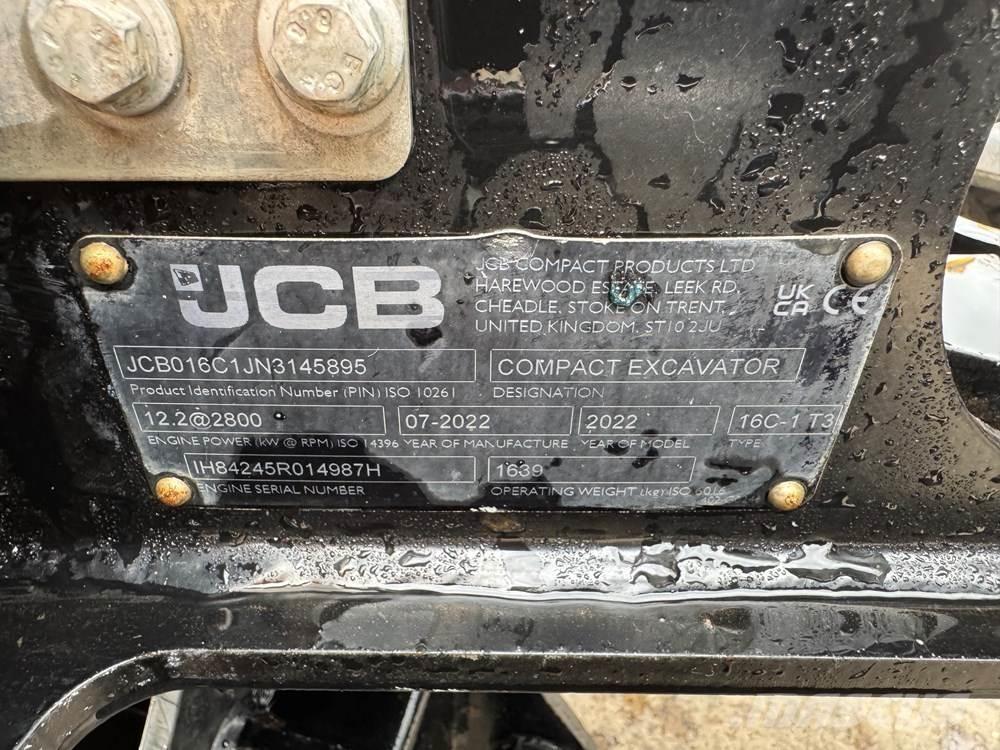 JCB
JCB COMPACT PRODUCTS LTD
HAREWOOD ESTATE, LEEK RD,
CHEADLE, STOKE ON TRENT,
UNITED KINGDOM, ST10 2JU
UK
CA CE
JCB016C1JN3145895
Product Identification Number (PIN) ISO 10261
COMPACT EXCAVATOR
DESIGNATION
12.2@2800
ENGINE POWER (kW @ RPM) ISO 14396
07-2022
YEAR OF MANUFACTURE
2022
YEAR OF MODEL
16C-1 T3
TYPE
IH84245R014987H
ENGINE SERIAL NUMBER
1639
OPERATING WEIGHT (kg) ISO 6016